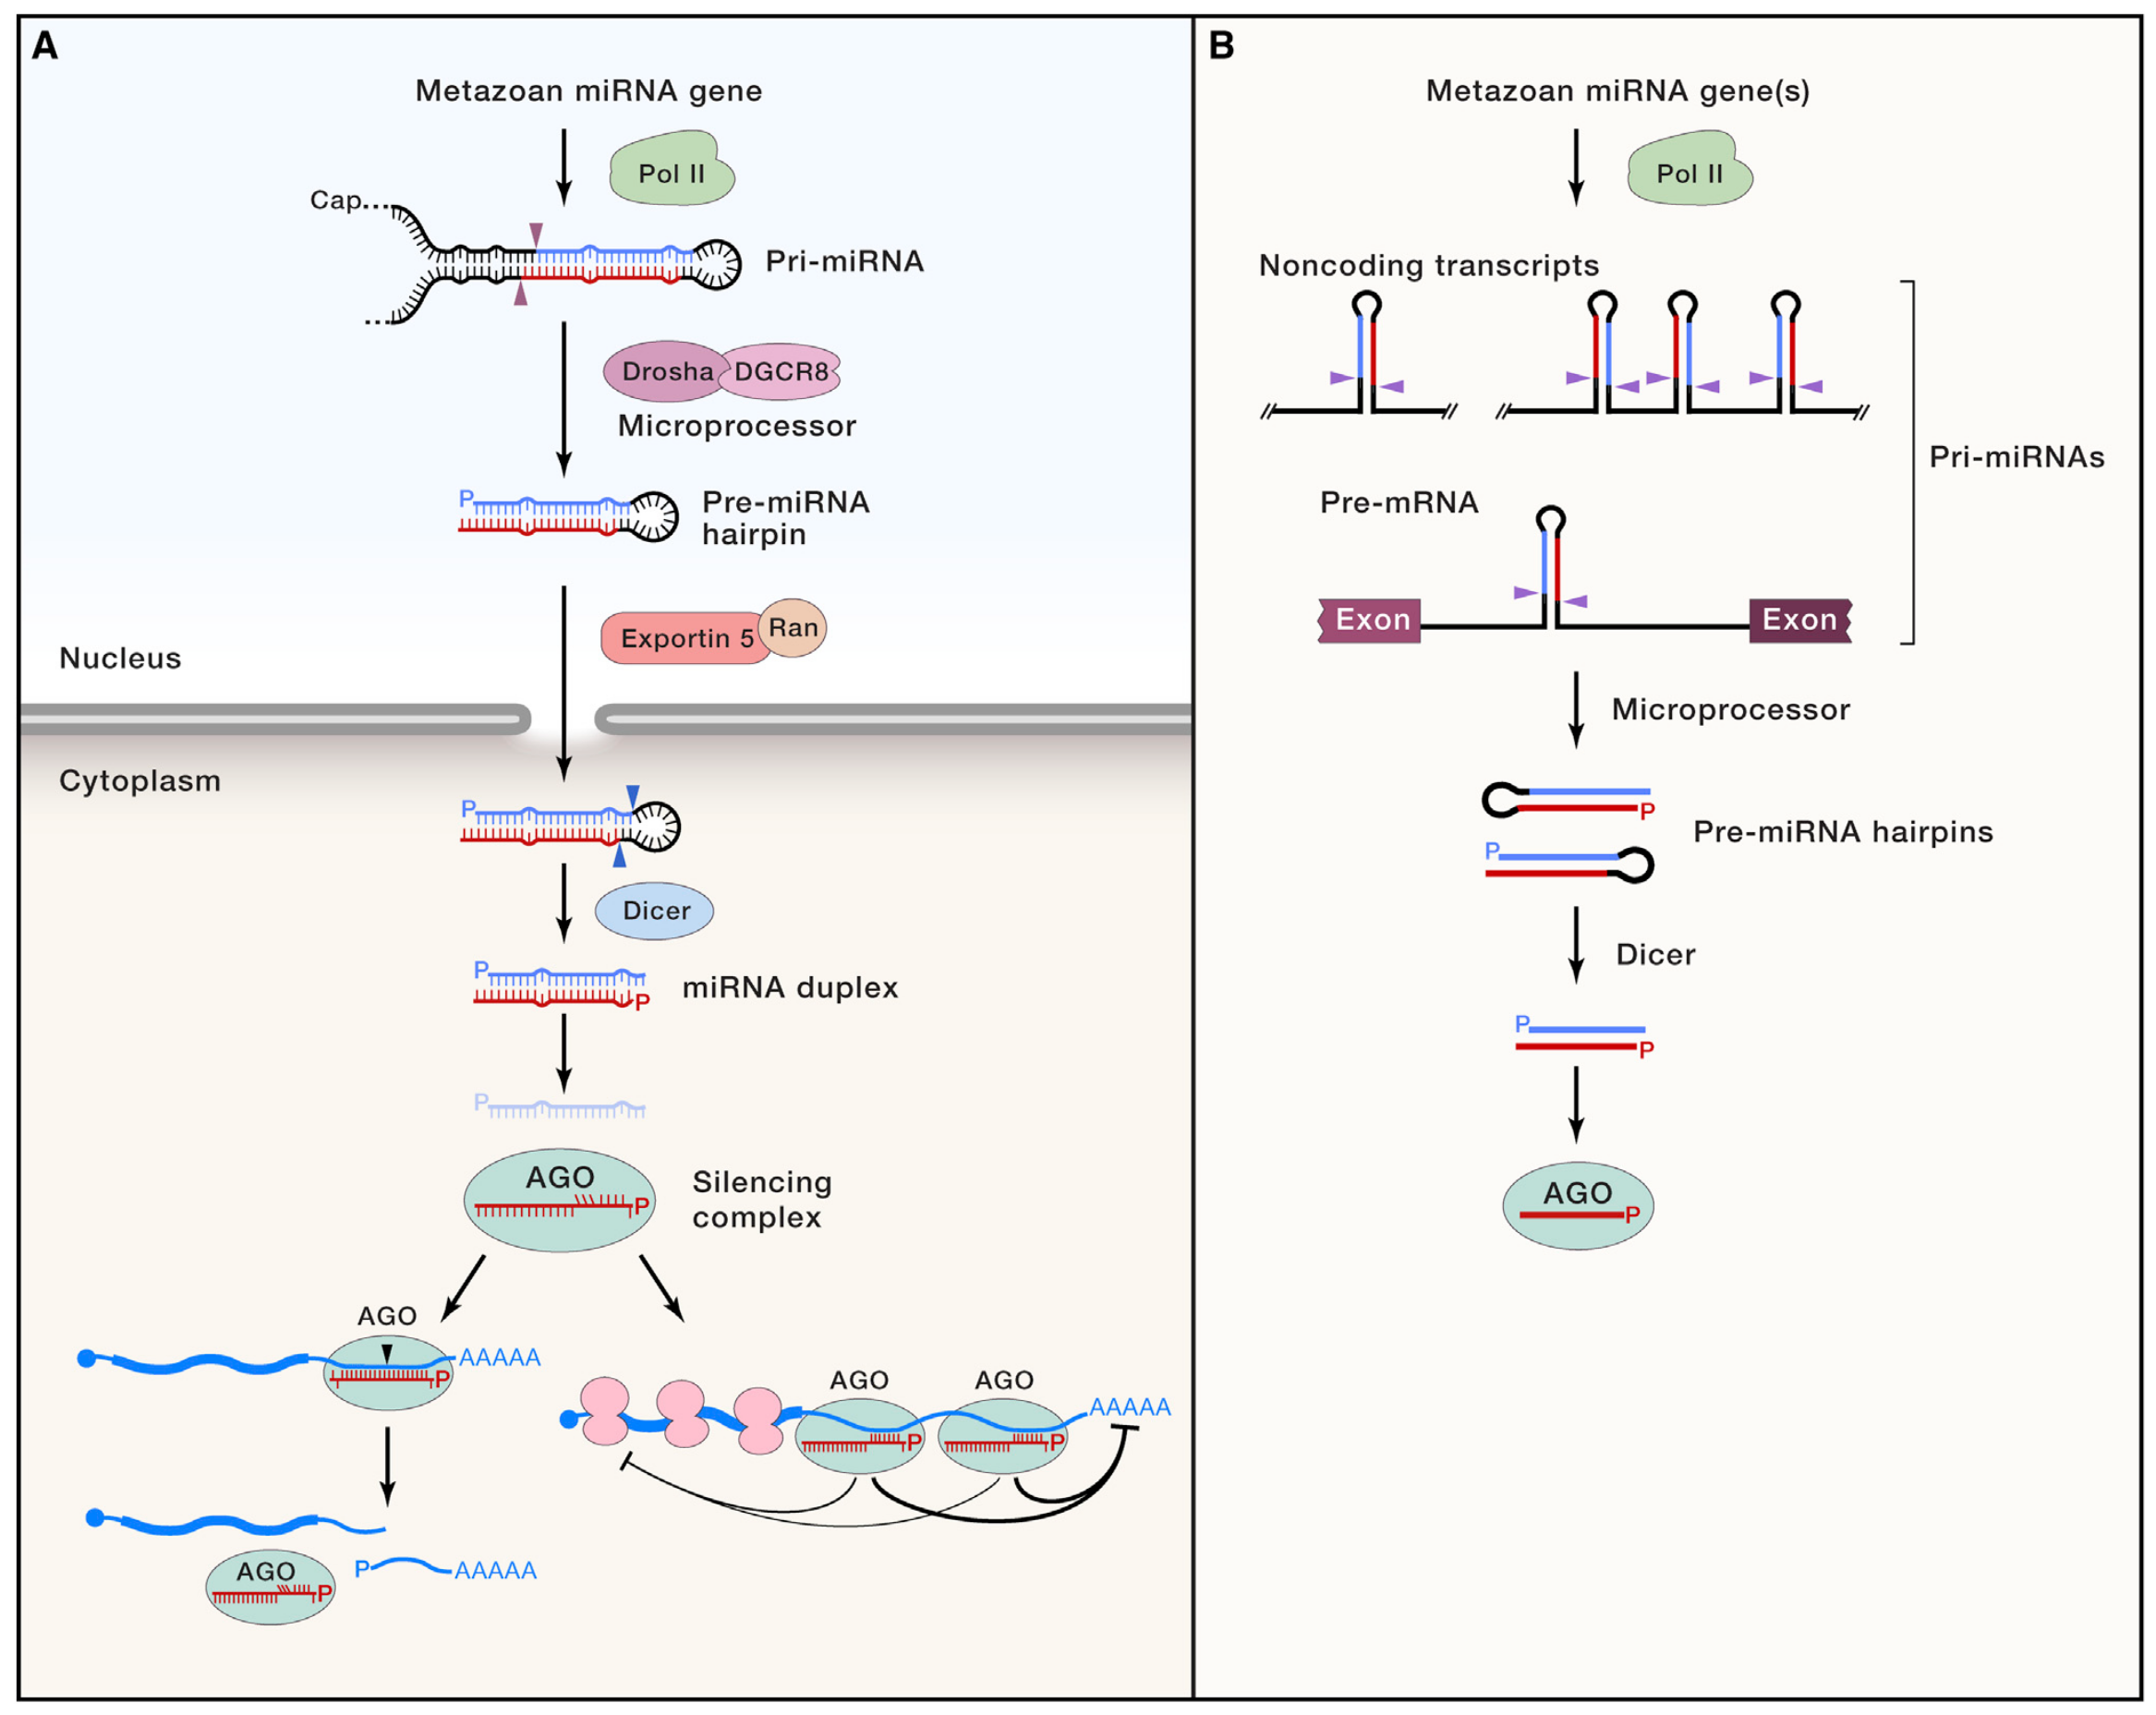 A
Metazoan miRNA gene
Pol II
Cap
Pri-miRNA
Drosha
DGCR8
Microprocessor
P
Pre-miRNA
hairpin
Exportin 5
Ran
Nucleus
Cytoplasm
P
Dicer
P
P
miRNA duplex
P
AGO
P
Silencing
complex
AGO
AAAAA
P
AGO
AGO
AAAAA
P
P
AGO
P
P
AAAAA
B
Metazoan miRNA gene(s)
Pol II
Noncoding transcripts
Pri-miRNAs
Pre-mRNA
Exon
Exon
Microprocessor
P
Pre-miRNA hairpins
P
Dicer
P
P
AGO
P